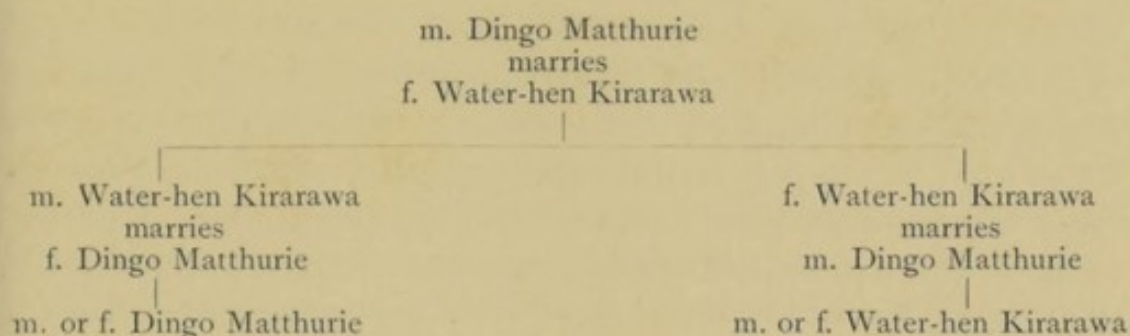 m. Dingo Matthurie
marries
f. Water-hen Kirarawa
m. Water-hen Kirarawa
marries
f. Dingo Matthurie
m. or f. Dingo Matthurie
f. Water-hen Kirarawa
marries
m. Dingo Matthurie
m. or f. Water-hen Kirarawa